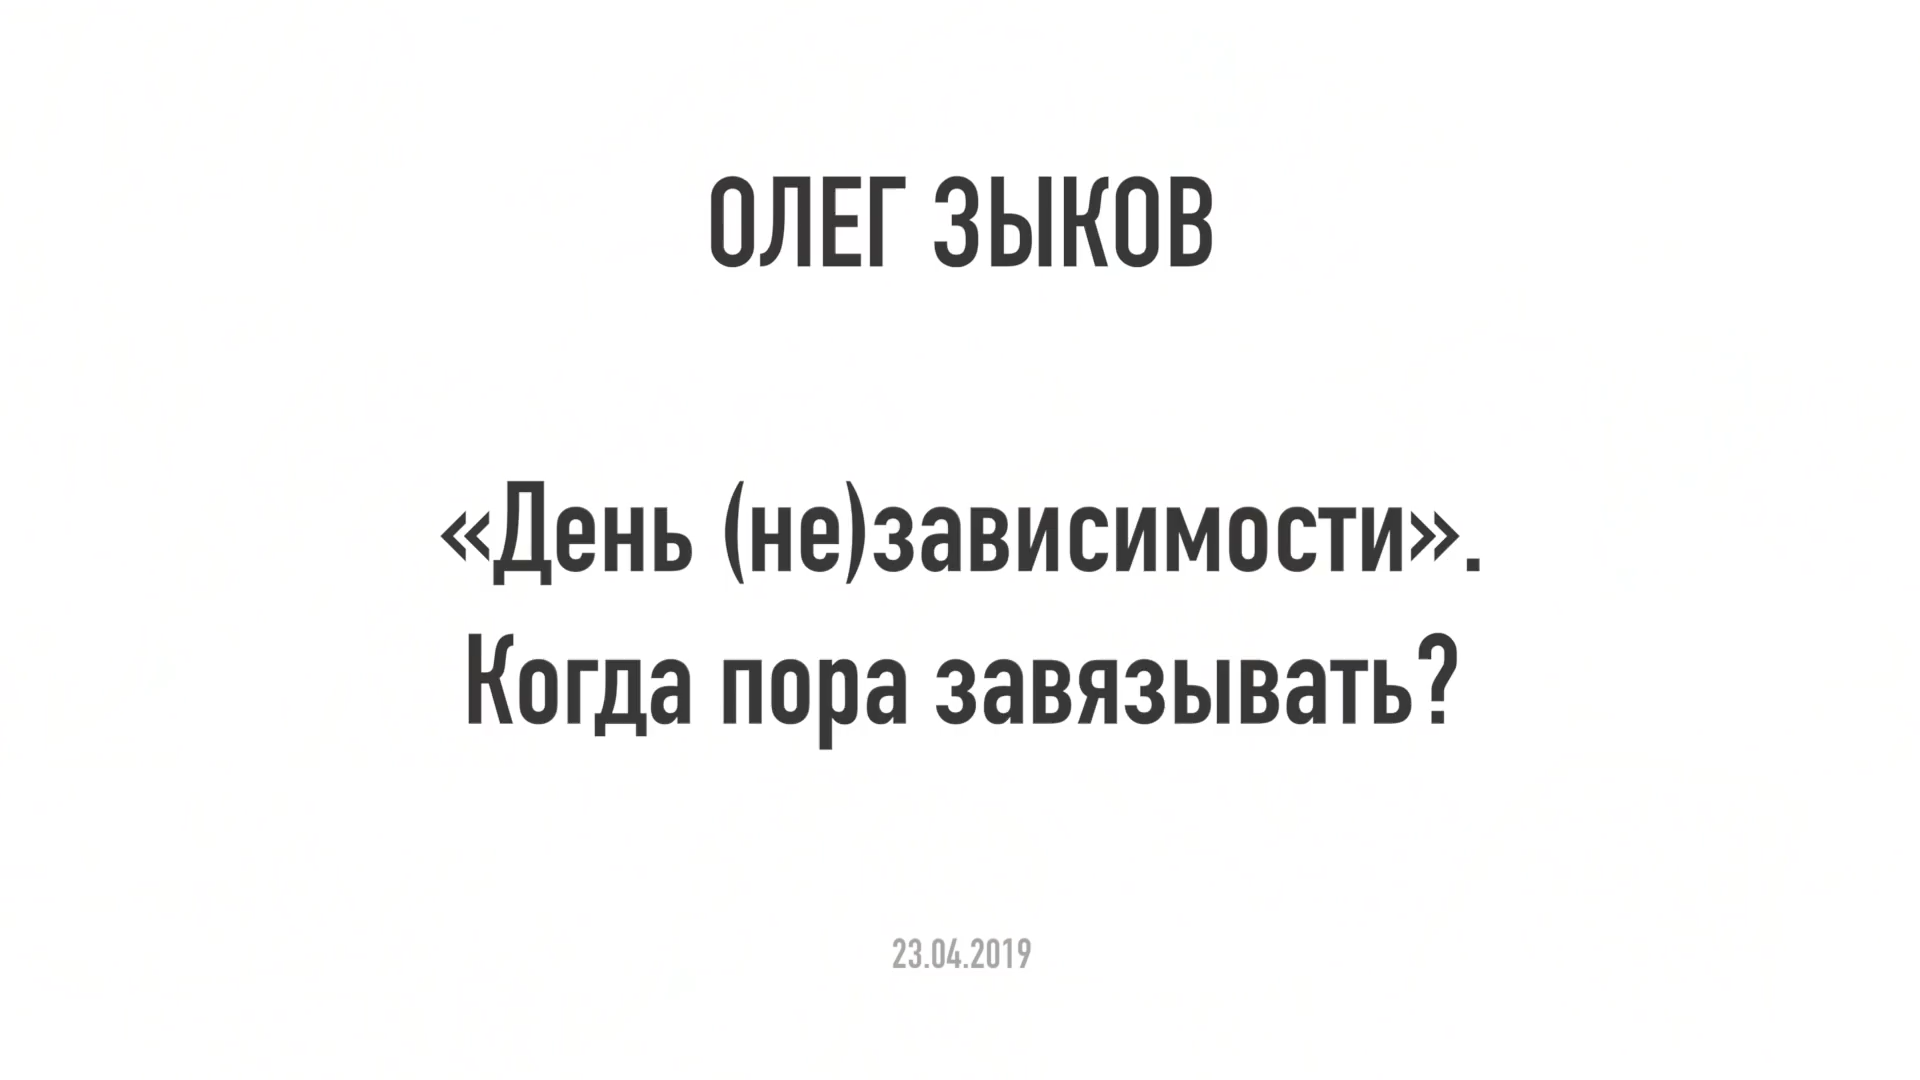 ОЛЕГ ЗЫКОВ
«День (не)зависимости».
Когда пора завязывать?
23.04.2019